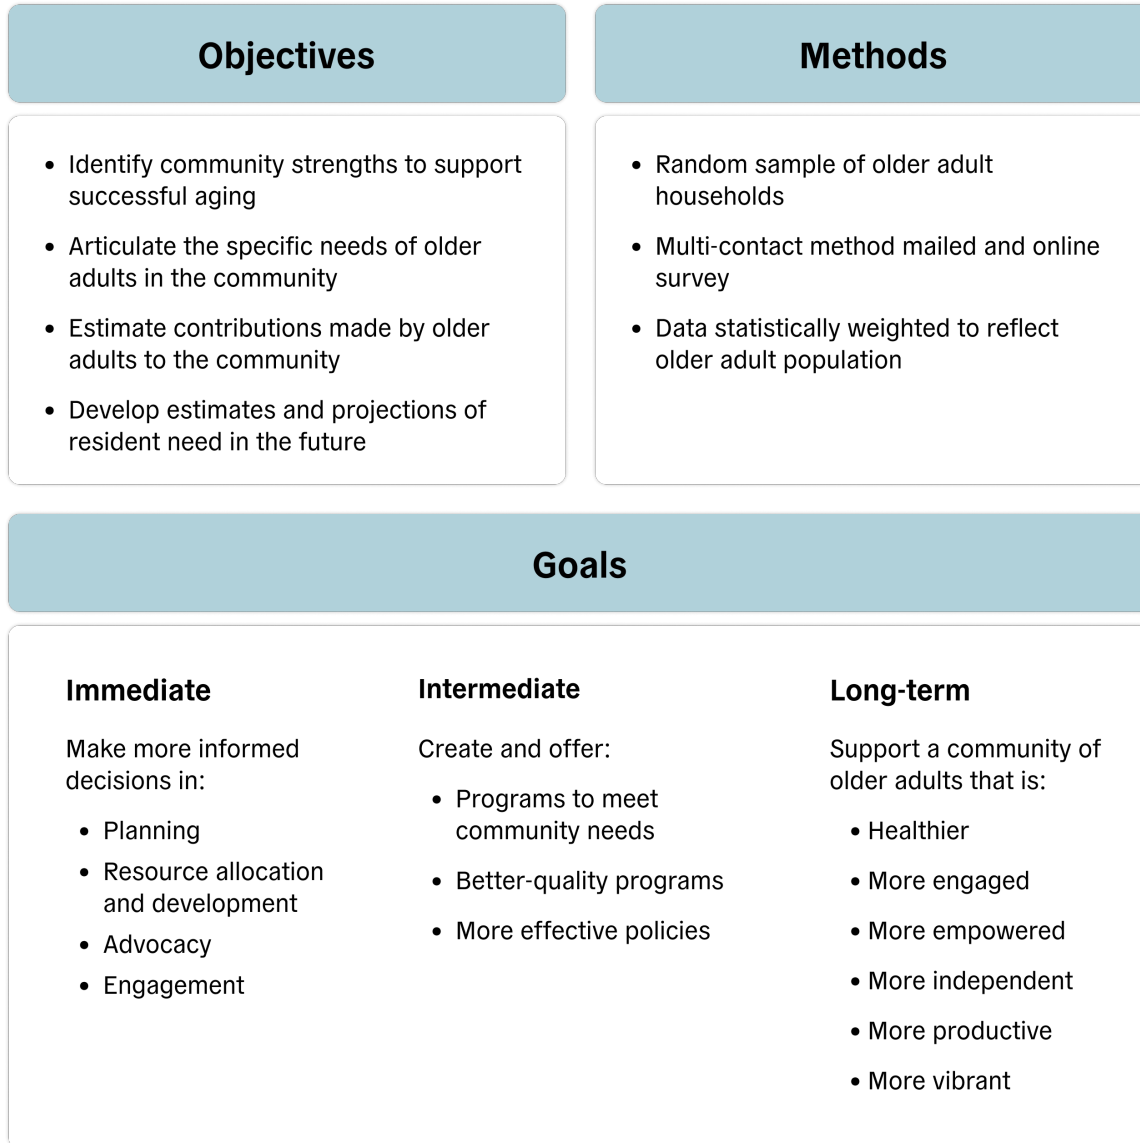 Objectives
• Identify community strengths to support
successful aging
• Articulate the specific needs of older
adults in the community
• Estimate contributions made by older
adults to the community
• Develop estimates and projections of
resident need in the future
Methods
• Random sample of older adult
households
• Multi-contact method mailed and online
survey
• Data statistically weighted to reflect
older adult population
Goals
Immediate
Make more informed
decisions in:
• Planning
• Resource allocation
and development
• Advocacy
• Engagement
Intermediate
Create and offer:
• Programs to meet
community needs
• Better-quality programs
• More effective policies
Long-term
Support a community of
older adults that is:
• Healthier
• More engaged
• More empowered
• More independent
• More productive
• More vibrant